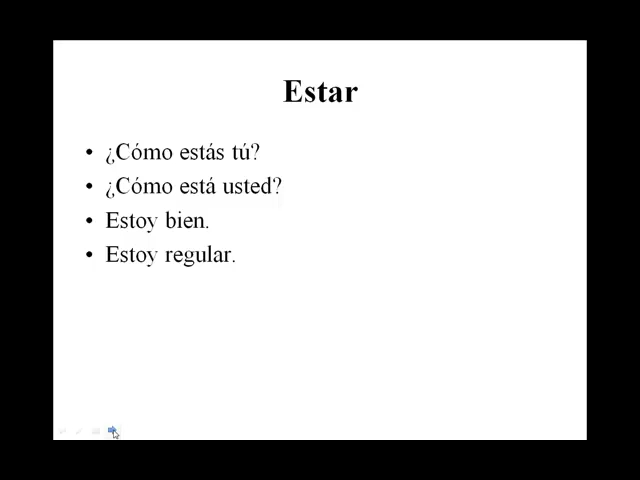 Estar
• ¿Cómo estás tú?
• ¿Cómo está usted?
• Estoy bien.
• Estoy regular.